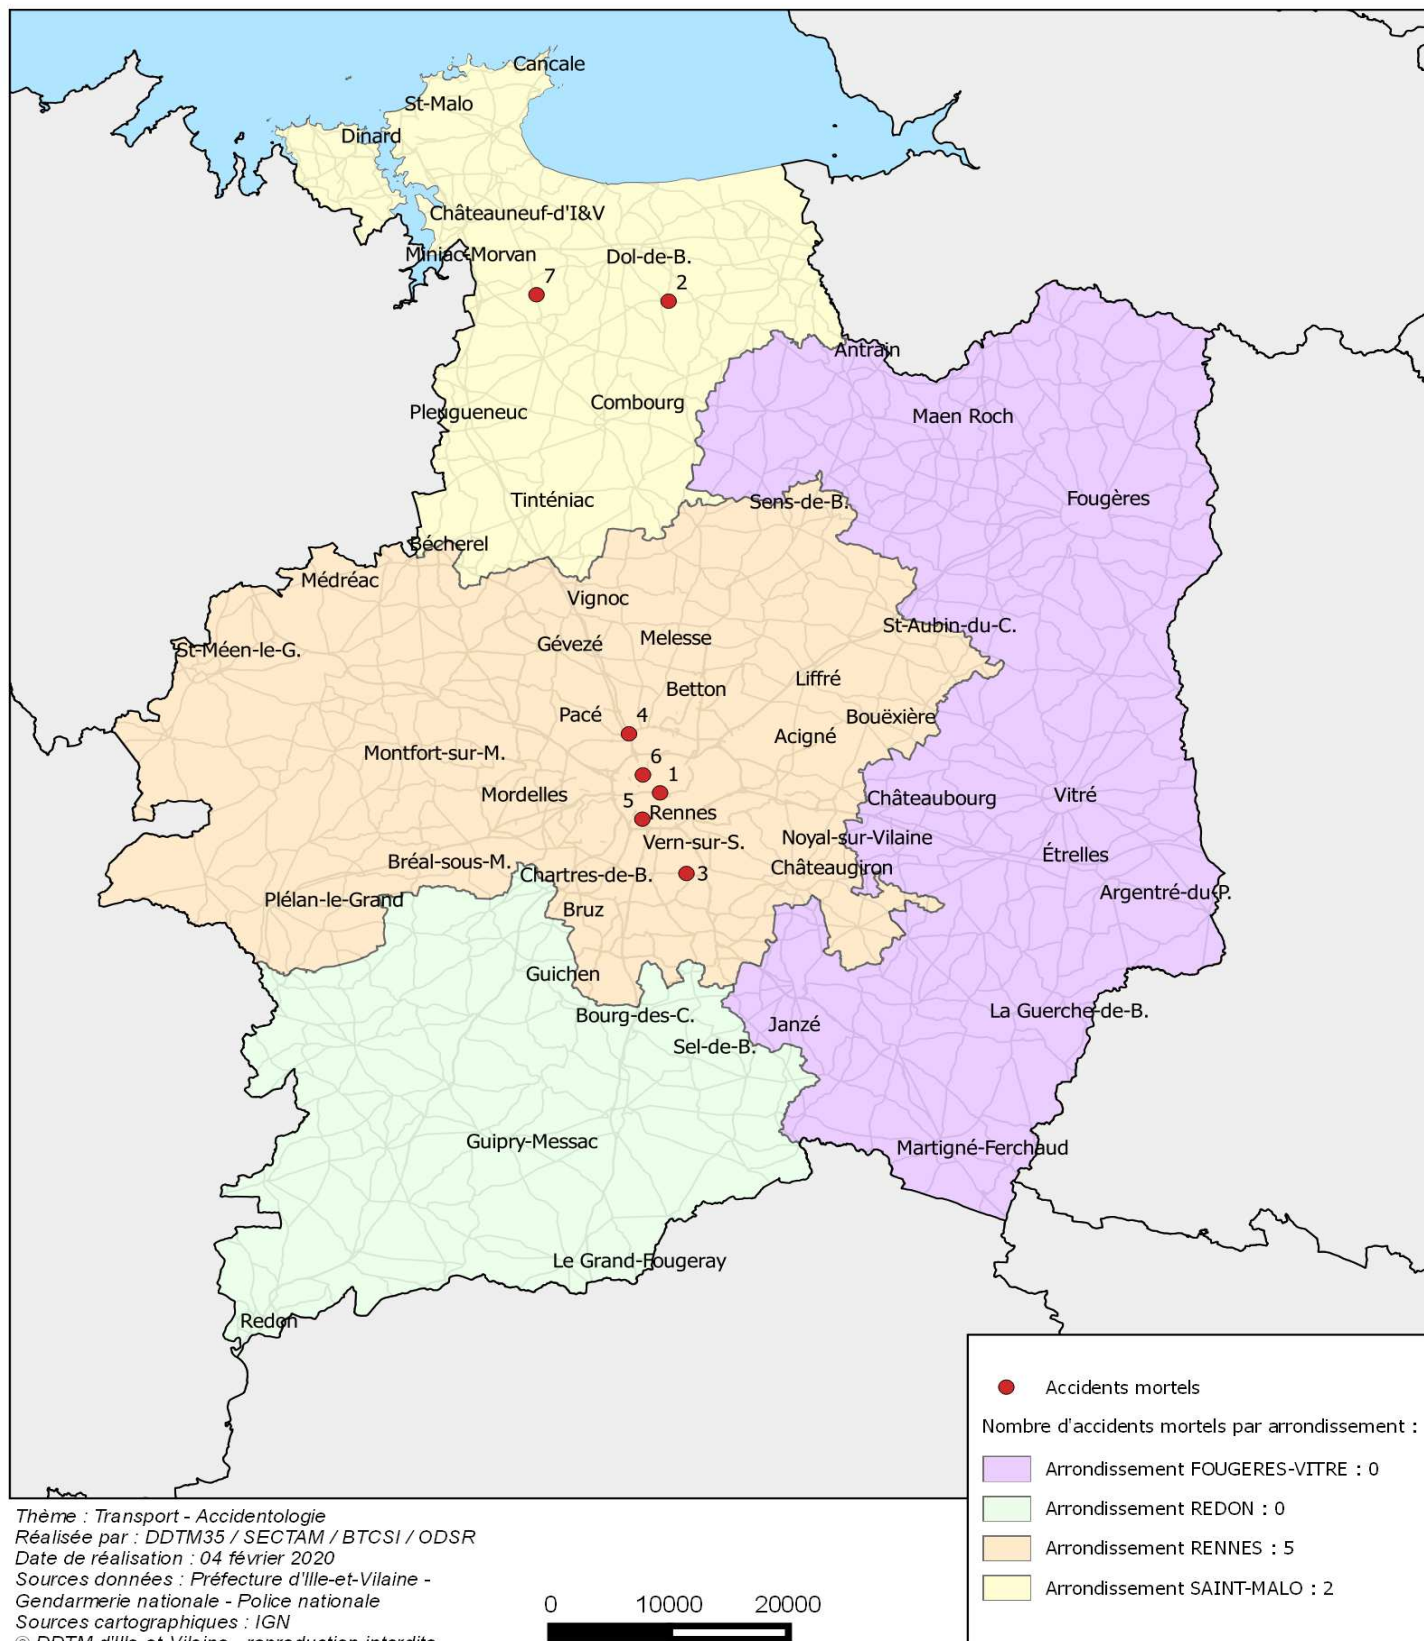 Cancale
St-Malo
Dinard
Châteauneuf-d'I&V
Miniac-Morvan
Dol-de-B.
7
2
Antrain
Pleugueneuc
Combourg
Maen Roch
Tinténiac
Sens-de-B.
Fougères
Bécherel
Médréac
Vignoc
St-Aubin-du-C.
Gévezé
Melesse
St-Méen-le-G.
Liffré
Betton
Pacé
4
Bouëxière
Acigné
Montfort-sur-M.
6
1
Mordelles
5
Rennes
Châteaubourg
Vitré
Vern-sur-S.
Noyal-sur-Vilaine
Étrelles
Bréal-sous-M.
Chartres-de-B.
3
Châteaugiron
Argentré-du-P.
Plélan-le-Grand
Bruz
Guichen
Bourg-des-C.
Janzé
La Guerche-de-B.
Sel-de-B.
Guipry-Messac
Martigné-Ferchaud
Le Grand-Fougeray
Redon
Accidents mortels
Nombre d'accidents mortels par arrondissement :
Arrondissement FOUGERES-VITRE : 0
Arrondissement REDON : 0
Arrondissement RENNES : 5
Arrondissement SAINT-MALO : 2
Thème : Transport - Accidentologie
Réalisée par : DDTM35 / SECTAM / BTCSI / ODSR
Date de réalisation : 04 février 2020
Sources données : Préfecture d'Ille-et-Vilaine -
Gendarmerie nationale - Police nationale
Sources cartographiques : IGN
© DDTM d'Ille-et-Vilaine - reproduction interdite
0 10000 20000